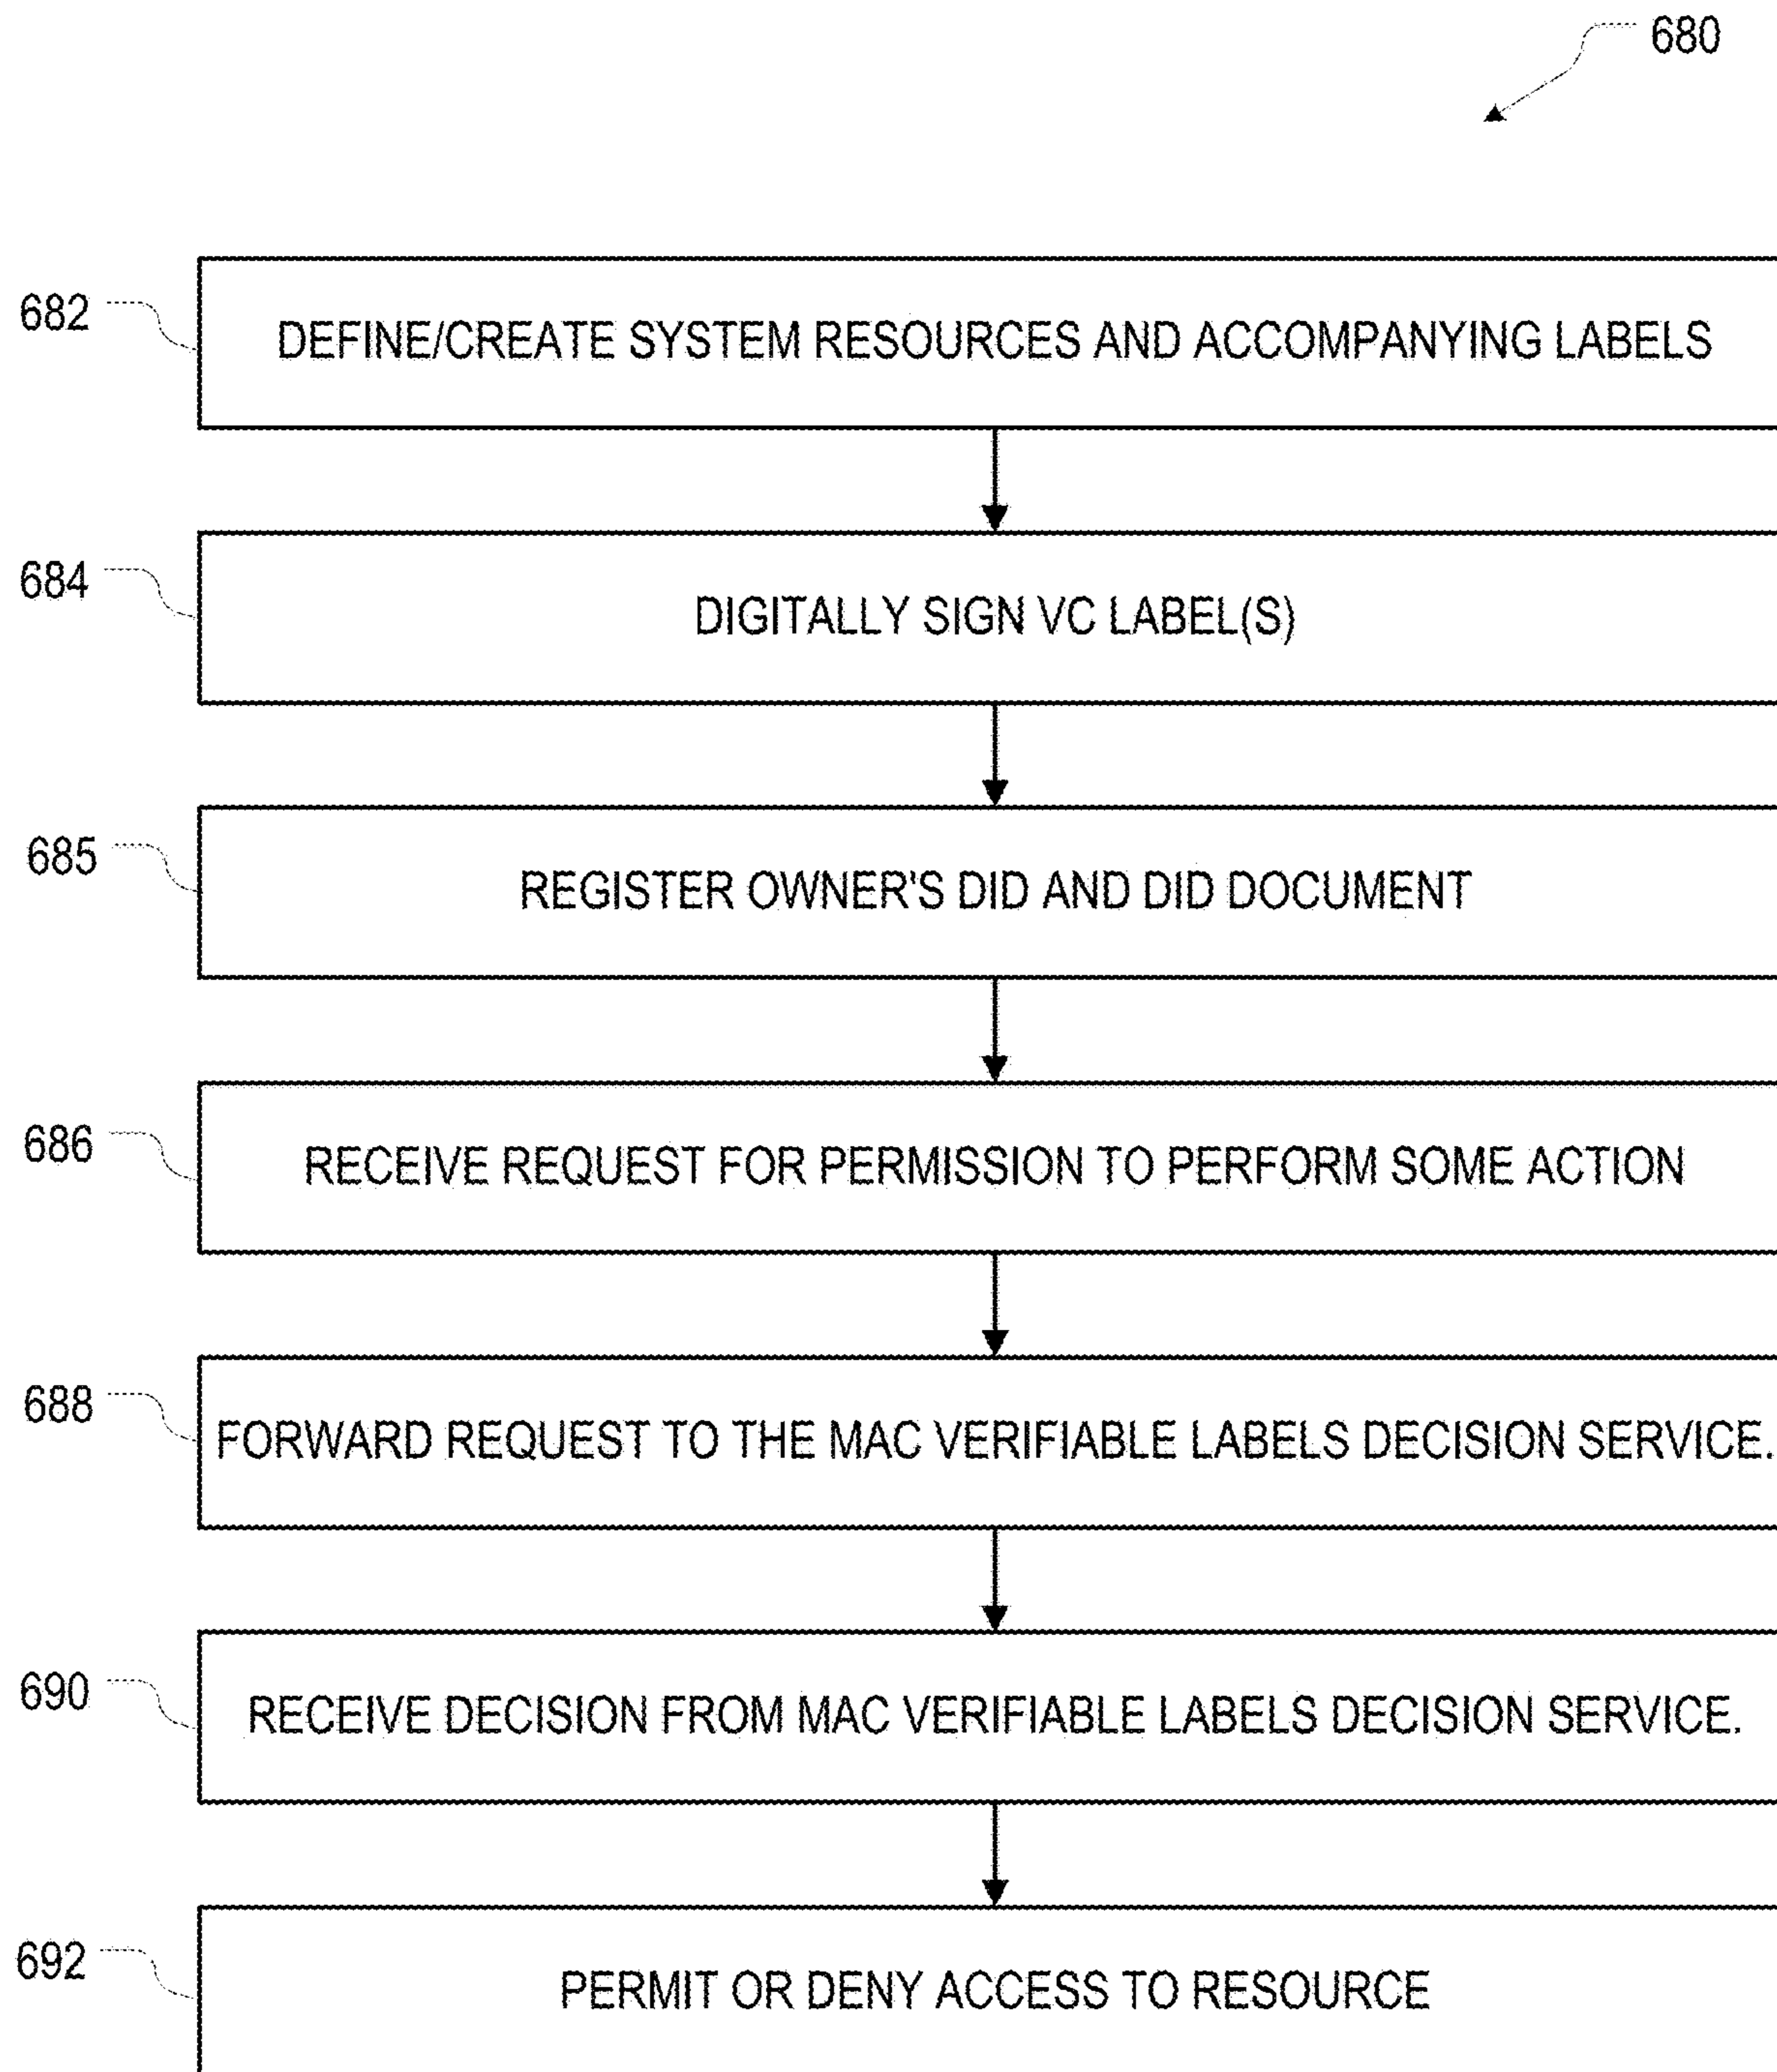 680
682
DEFINE/CREATE SYSTEM RESOURCES AND ACCOMPANYING LABELS
684
DIGITALLY SIGN VC LABEL(S)
685
REGISTER OWNER'S DID AND DID DOCUMENT
686
RECEIVE REQUEST FOR PERMISSION TO PERFORM SOME ACTION
688
FORWARD REQUEST TO THE MAC VERIFIABLE LABELS DECISION SERVICE.
690
RECEIVE DECISION FROM MAC VERIFIABLE LABELS DECISION SERVICE.
692
PERMIT OR DENY ACCESS TO RESOURCE